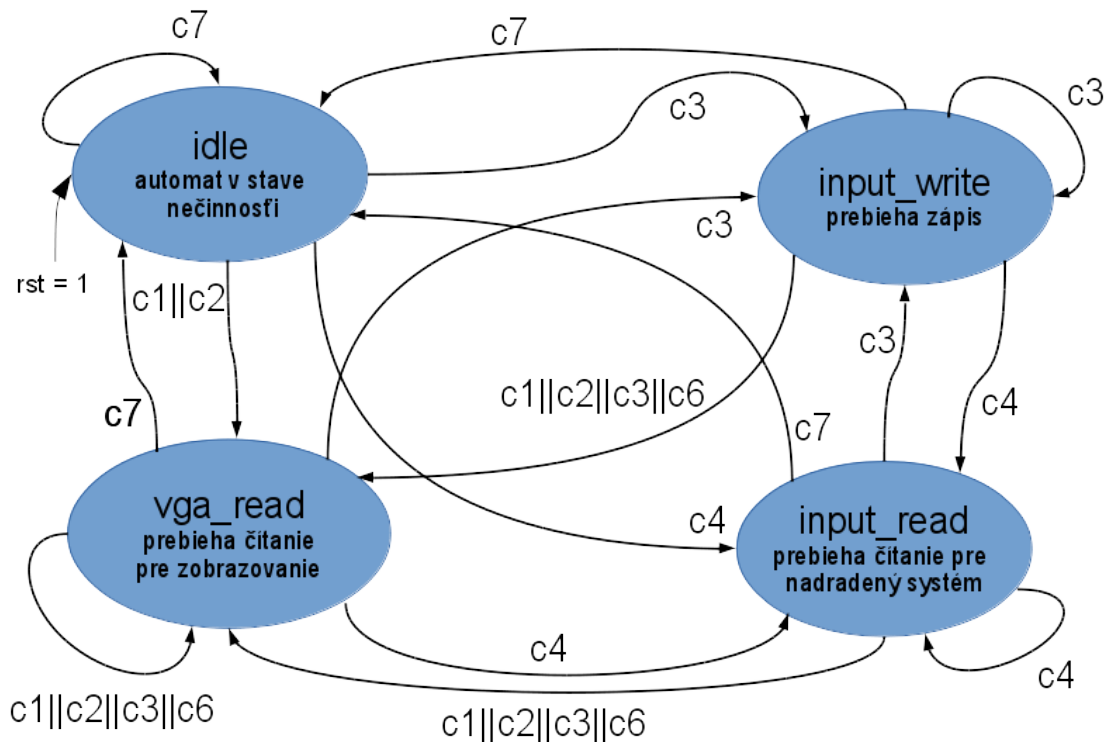 c7
c7
c3
c3
idle
automat v stave
nečinnosťi
input_write
prebieha zápis
c3
rst = 1
c1||c2
c3
c1||c2||c3||c6
c4
c7
c7
vga_read
prebieha čítanie
pre zobrazovanie
c4
input_read
prebieha čítanie pre
nadradený systém
c4
c4
c1||c2||c3||c6
c1||c2||c3||c6